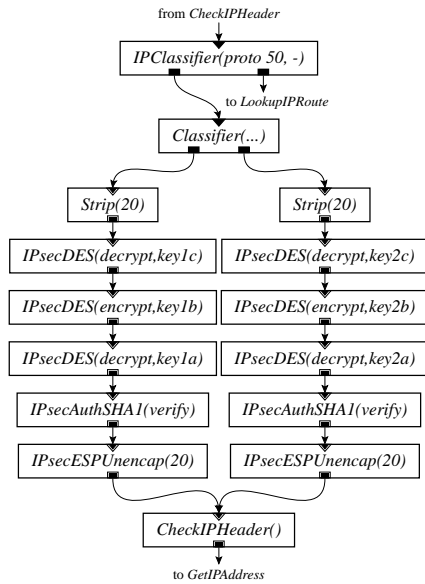 from CheckIPHeader
IPClassifier(proto 50, -)
to LookupIPRoute
Classifier(...)
Strip(20)
Strip(20)
IPsecDES(decrypt,key1c)
IPsecDES(decrypt,key2c)
IPsecDES(encrypt,key1b)
IPsecDES(encrypt,key2b)
IPsecDES(decrypt,key1a)
IPsecDES(decrypt,key2a)
IPsecAuthSHA1(verify)
IPsecAuthSHA1(verify)
IPsecESPUnencap(20)
IPsecESPUnencap(20)
CheckIPHeader()
to GetIPAddress